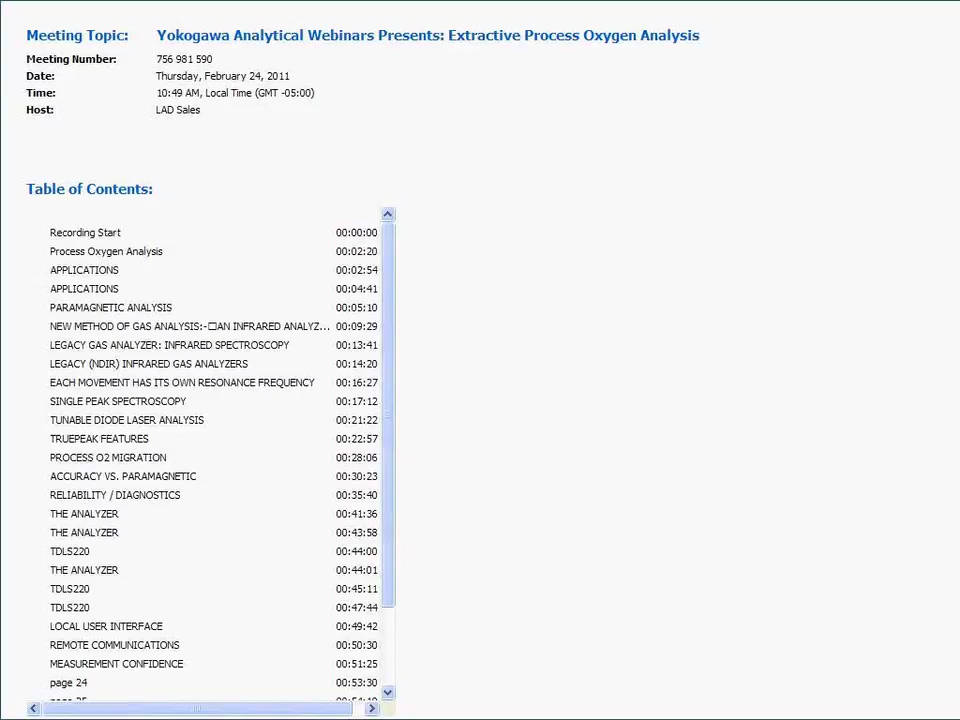 Meeting Topic: Yokogawa Analytical Webinars Presents: Extractive Process Oxygen Analysis
Meeting Number: 756 981 590
Date: Thursday, February 24, 2011
Time: 10:49 AM, Local Time (GMT -05:00)
Host: LAD Sales
Table of Contents:
Recording Start 00:00:00
Process Oxygen Analysis 00:02:20
APPLICATIONS 00:02:54
APPLICATIONS 00:04:41
PARAMAGNETIC ANALYSIS 00:05:10
NEW METHOD OF GAS ANALYSIS:-□AN INFRARED ANALYZ... 00:09:29
LEGACY GAS ANALYZER: INFRARED SPECTROSCOPY 00:13:41
LEGACY (NDIR) INFRARED GAS ANALYZERS 00:14:20
EACH MOVEMENT HAS ITS OWN RESONANCE FREQUENCY 00:16:27
SINGLE PEAK SPECTROSCOPY 00:17:12
TUNABLE DIODE LASER ANALYSIS 00:21:22
TRUEPEAK FEATURES 00:22:57
PROCESS O2 MIGRATION 00:28:06
ACCURACY VS. PARAMAGNETIC 00:30:23
RELIABILITY / DIAGNOSTICS 00:35:40
THE ANALYZER 00:41:36
THE ANALYZER 00:43:58
TDLS220 00:44:00
THE ANALYZER 00:44:01
TDLS220 00:45:11
TDLS220 00:47:44
LOCAL USER INTERFACE 00:49:42
REMOTE COMMUNICATIONS 00:50:30
MEASUREMENT CONFIDENCE 00:51:25
page 24 00:53:30